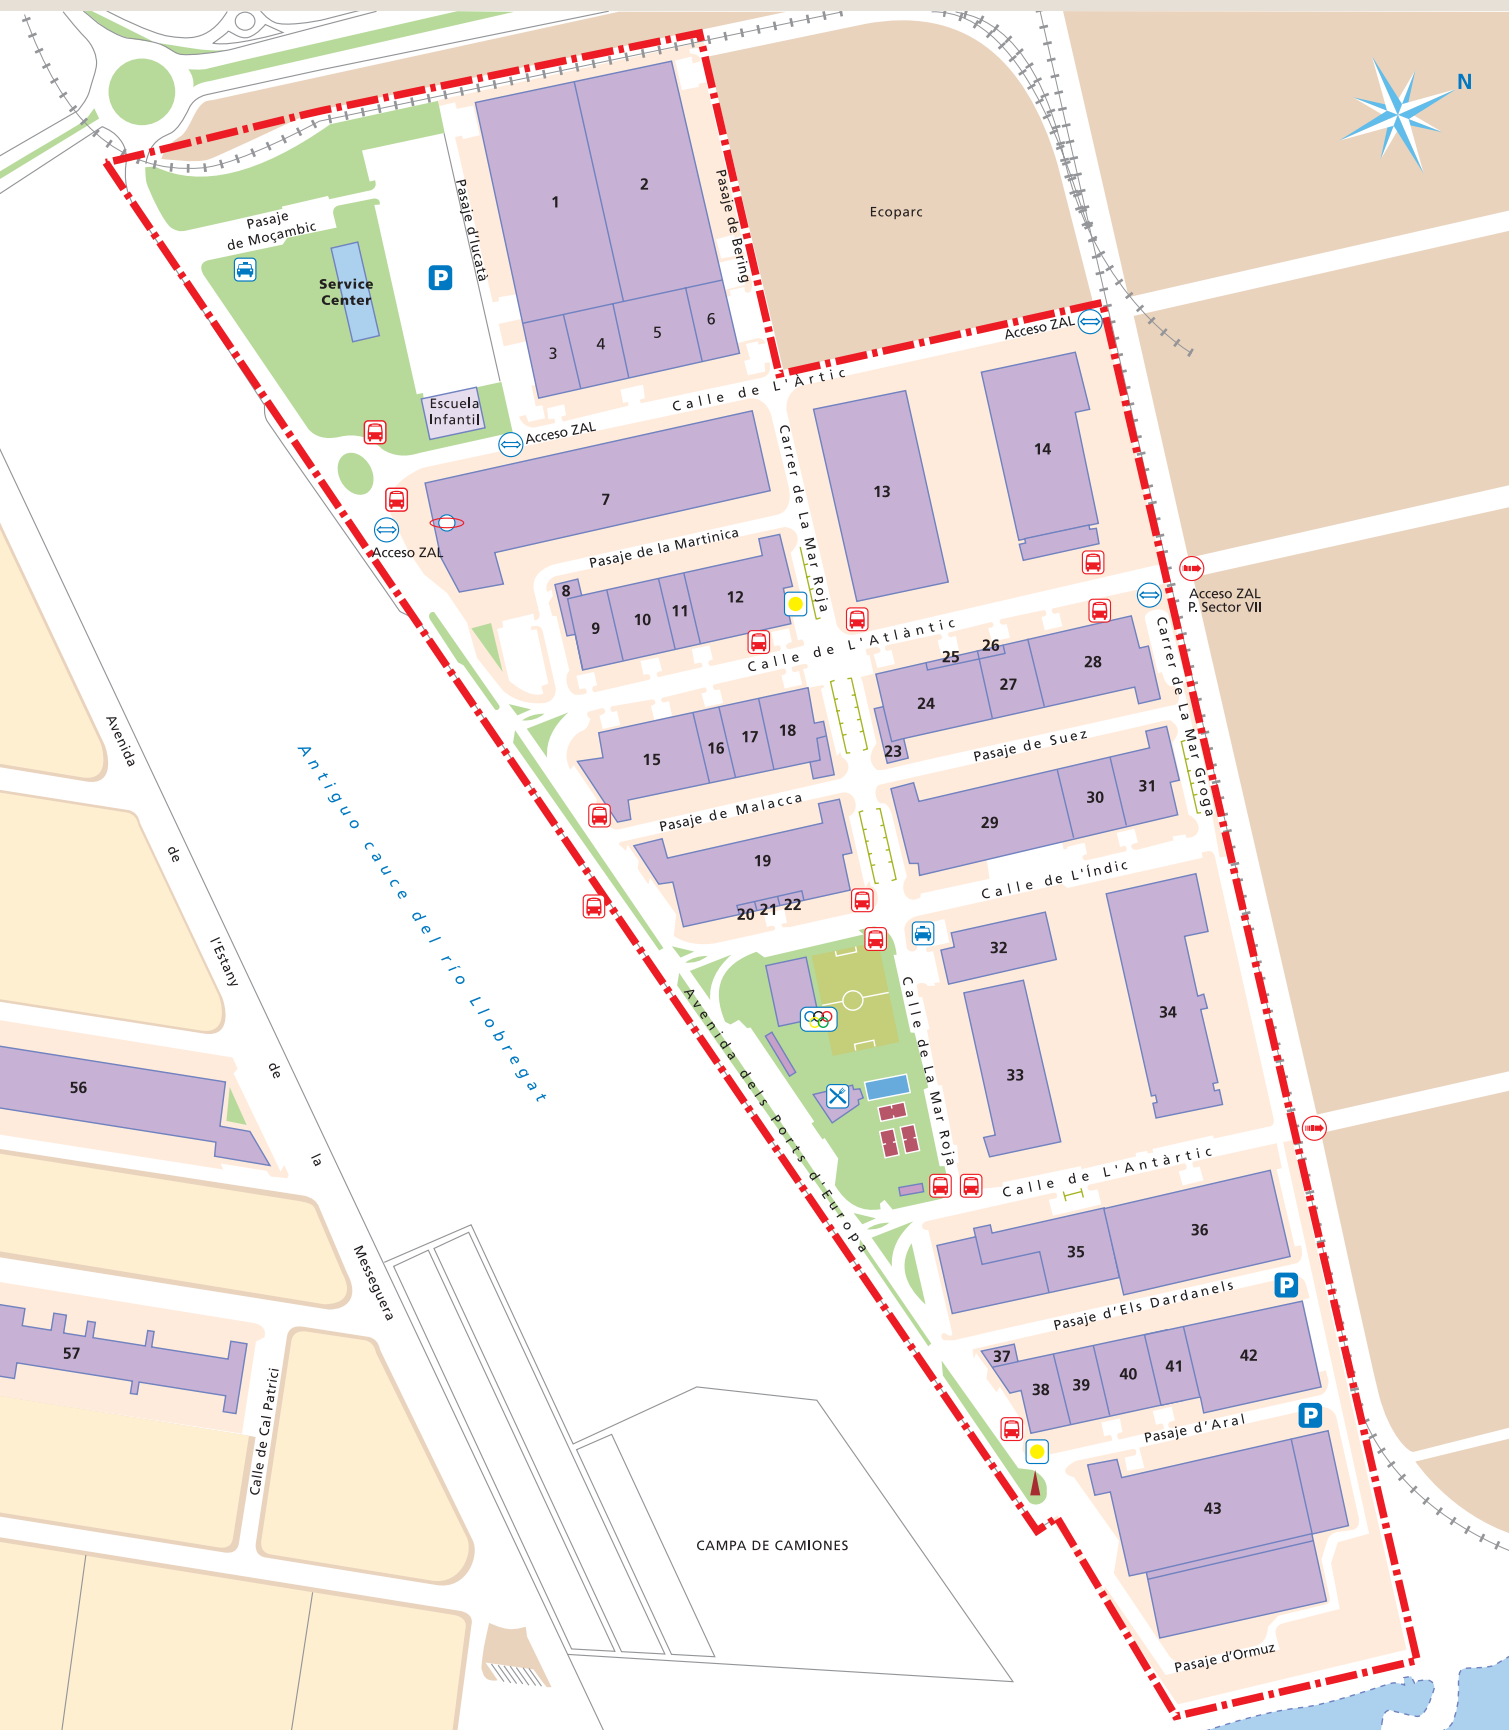 N
Ecoparc
Pasaje
de Moçambic
Pasaje d'Iucatà
Pasaje de Bering
1
2
P
Service
Center
3
4
5
6
Acceso ZAL
Calle de L'Àrtic
Escuela
Infantil
Acceso ZAL
Carrer de La Mar Roja
7
13
14
Acceso ZAL
Pasaje de la Martinica
8
9
10
11
12
Acceso ZAL
P. Sector VII
Calle de L'Atlàntic
Carrer de La Mar Groga
23
24
25
26
27
28
15
16
17
18
Pasaje de Suez
Pasaje de Malacca
29
30
31
19
20
21
22
Calle de L'Índic
Antiguo cauce del río Llobregat
Avenida de l'Estany de la Messeguera
Avenida dels Ports d'Europa
Calle de La Mar Roja
32
33
34
56
Calle de L'Antàrtic
35
36
Pasaje d'Els Dardanels
P
57
37
38
39
40
41
42
Calle de Cal Patrici
Pasaje d'Aral
P
43
CAMPA DE CAMIONES
Pasaje d'Ormuz